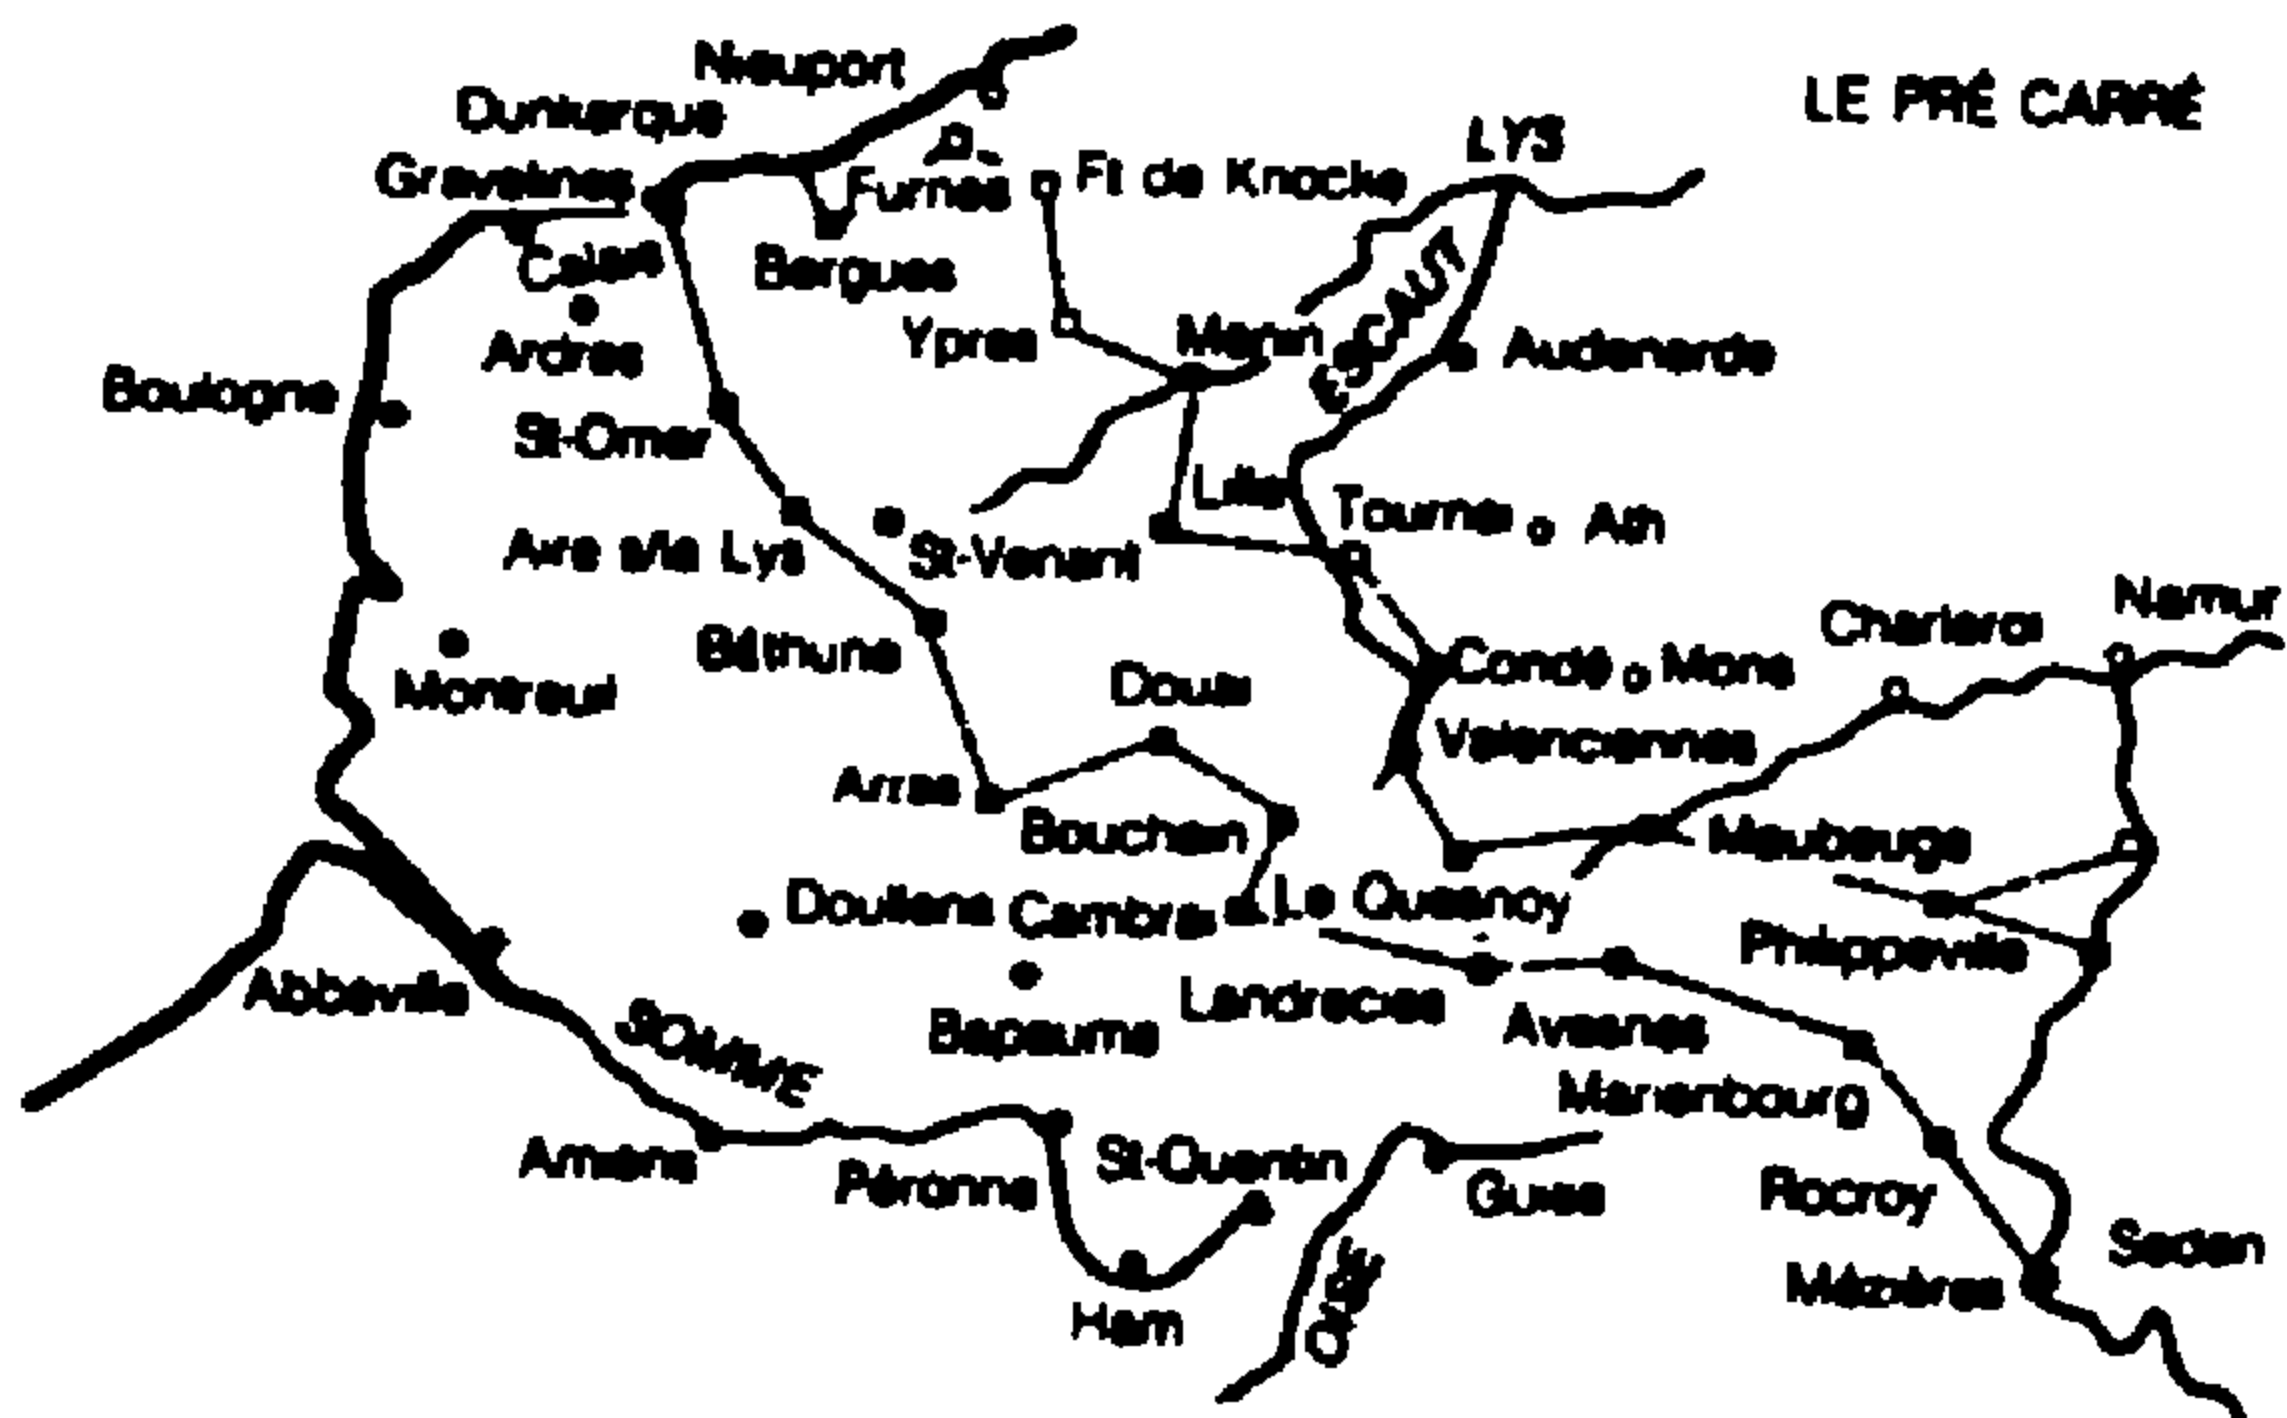 Nieuport
LE PRÉ CARRÉ
Dunkerque
LYS
Gravelines
Furnes
Ft de Knocke
Calais
Bergues
ESCAUT
Ypres
Menin
Audenarde
Ardres
Boulogne
St-Omer
Lille
Tournai
Ath
Aire s/la Lys
St-Venant
Namur
Charleroi
Béthune
Condé
Mons
Montreuil
Douai
Valenciennes
Arras
Bouchain
Maubeuge
Doullens
Cambrai
Le Quesnoy
Philippeville
Abbeville
Landrecies
Bapaume
Avesnes
SOMME
Marienbourg
Amiens
Péronne
St-Quentin
Guise
Rocroy
Sedan
Mézières
OISE
Ham